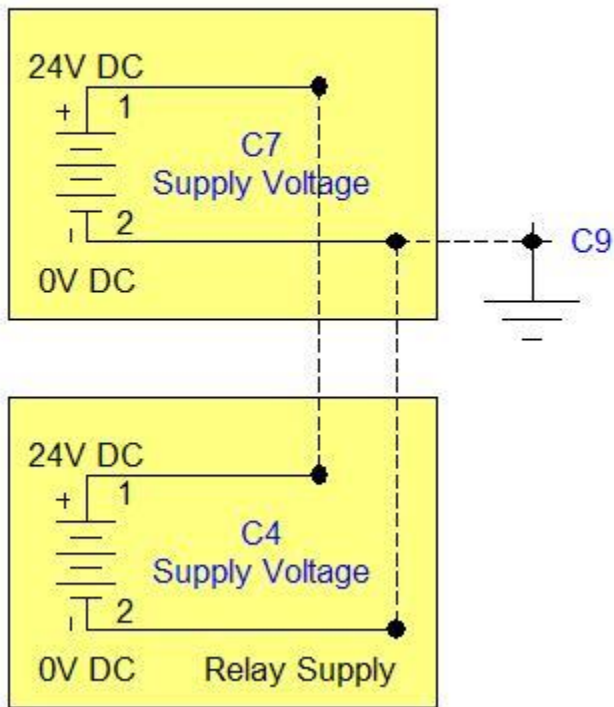 24V DC
+ 1
C7
Supply Voltage
- 2
0V DC
C9
24V DC
+ 1
C4
Supply Voltage
- 2
0V DC Relay Supply